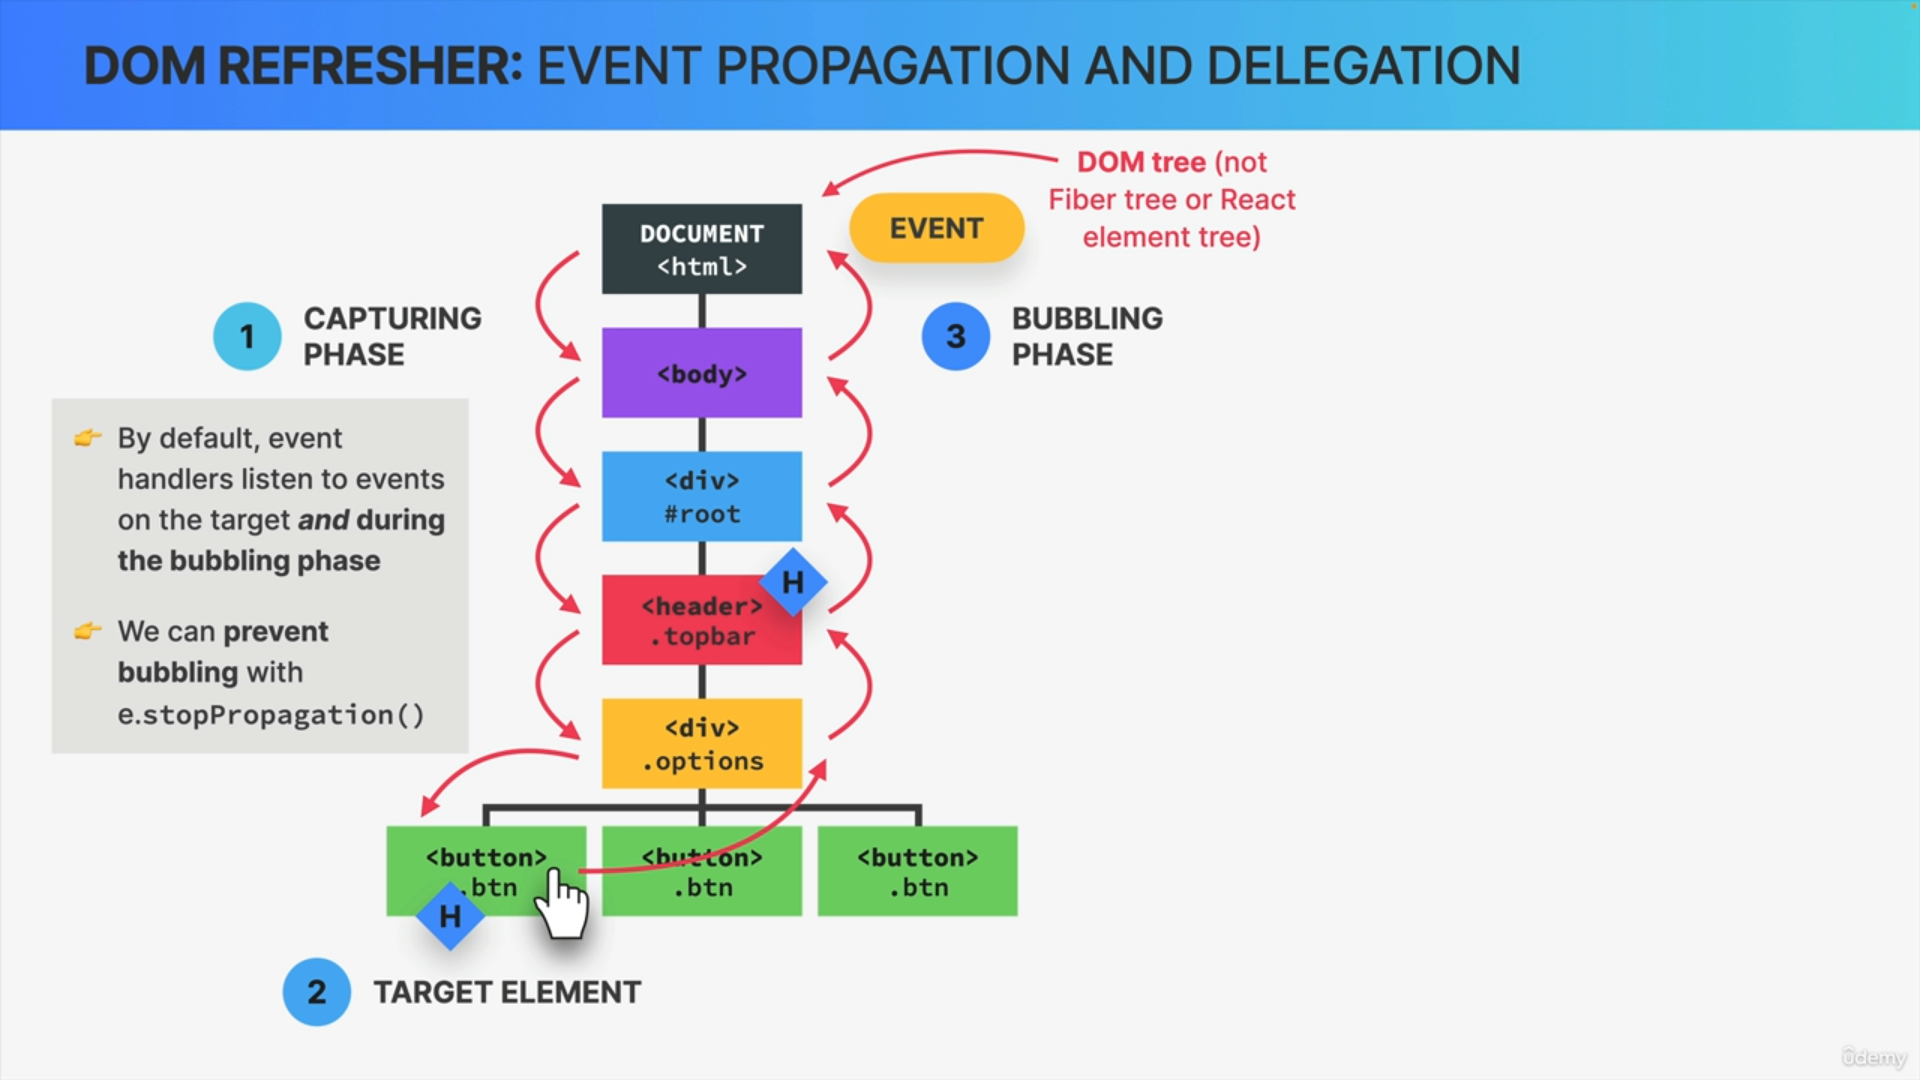 DOM REFRESHER: EVENT PROPAGATION AND DELEGATION
DOM tree (not
Fiber tree or React
element tree)
EVENT
DOCUMENT
<html>
1
CAPTURING
PHASE
3
BUBBLING
PHASE
<body>
👉 By default, event
handlers listen to events
on the target and during
the bubbling phase
👉 We can prevent
bubbling with
e.stopPropagation()
<div>
#root
H
<header>
.topbar
<div>
.options
<button>
.btn
H
<button>
.btn
<button>
.btn
2
TARGET ELEMENT
ûdemy